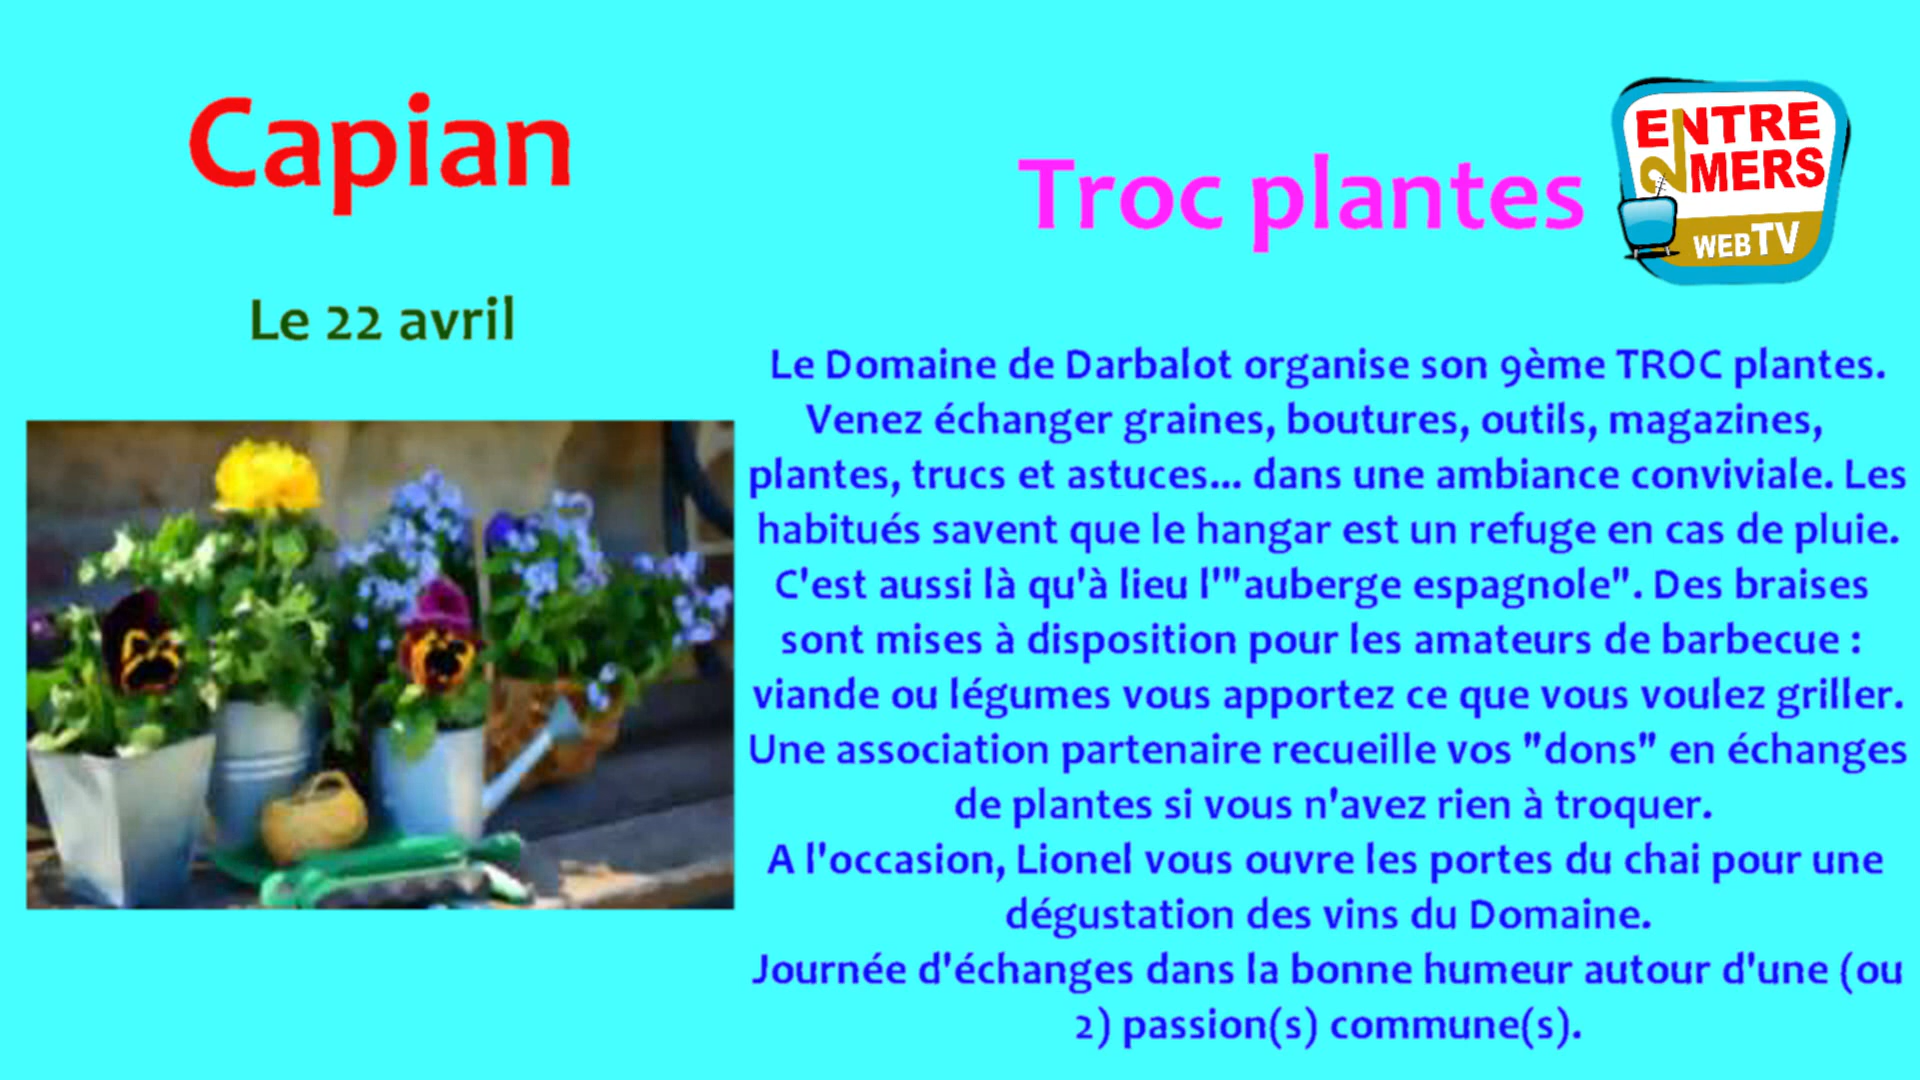 Capian
Troc plantes
ENTRE
2MERS
WEBTV
Le 22 avril
Le Domaine de Darbalot organise son 9ème TROC plantes.
Venez échanger graines, boutures, outils, magazines,
plantes, trucs et astuces... dans une ambiance conviviale. Les
habitués savent que le hangar est un refuge en cas de pluie.
C'est aussi là qu'à lieu l'"auberge espagnole". Des braises
sont mises à disposition pour les amateurs de barbecue :
viande ou légumes vous apportez ce que vous voulez griller.
Une association partenaire recueille vos "dons" en échanges
de plantes si vous n'avez rien à troquer.
A l'occasion, Lionel vous ouvre les portes du chai pour une
dégustation des vins du Domaine.
Journée d'échanges dans la bonne humeur autour d'une (ou
2) passion(s) commune(s).